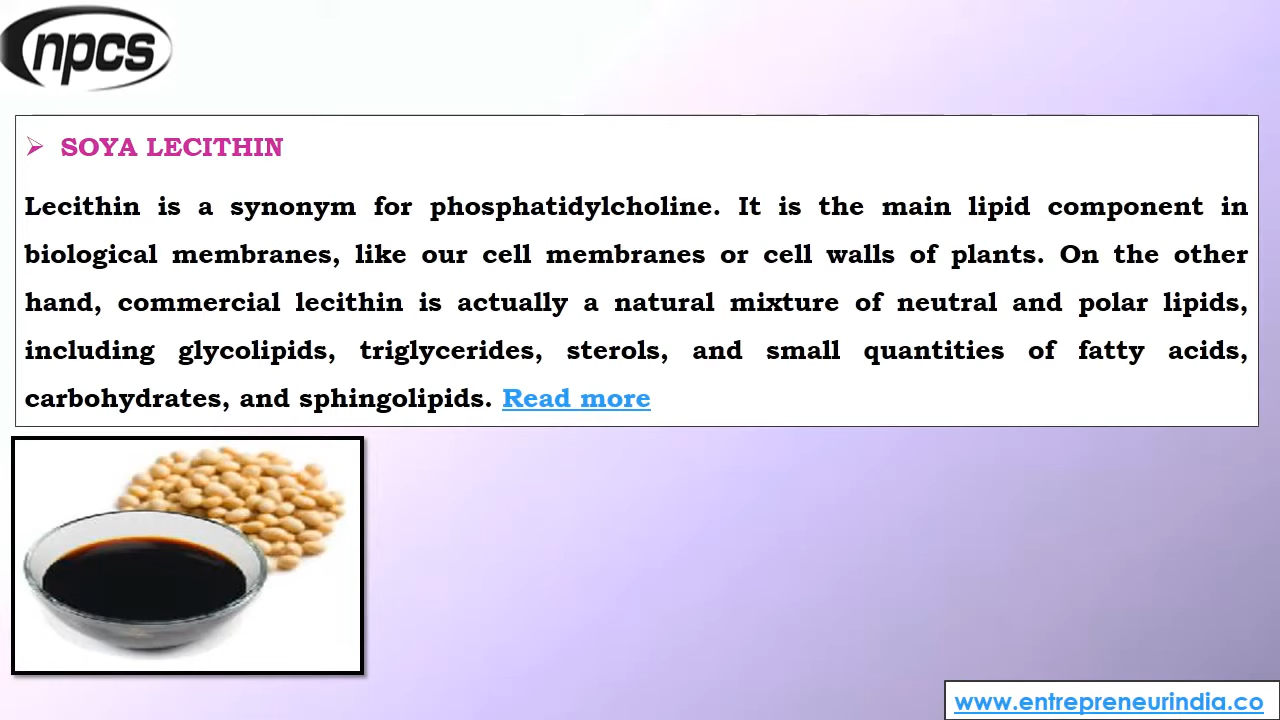 npcs
➢ SOYA LECITHIN
Lecithin is a synonym for phosphatidylcholine. It is the main lipid component in
biological membranes, like our cell membranes or cell walls of plants. On the other
hand, commercial lecithin is actually a natural mixture of neutral and polar lipids,
including glycolipids, triglycerides, sterols, and small quantities of fatty acids,
carbohydrates, and sphingolipids. Read more
www.entrepreneurindia.co